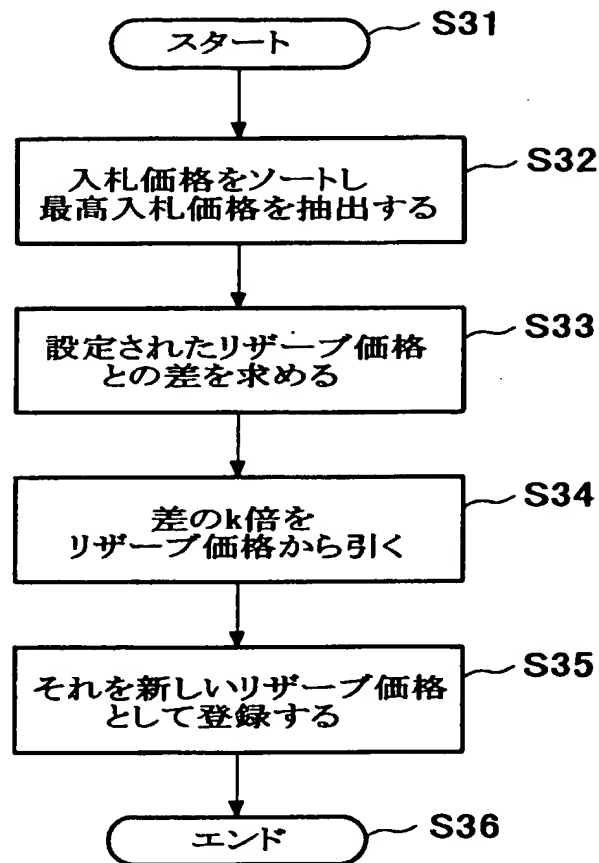 スタート
S31
入札価格をソートし
最高入札価格を抽出する
S32
設定されたリザーブ価格
との差を求める
S33
差のk倍を
リザーブ価格から引く
S34
それを新しいリザーブ価格
として登録する
S35
エンド
S36